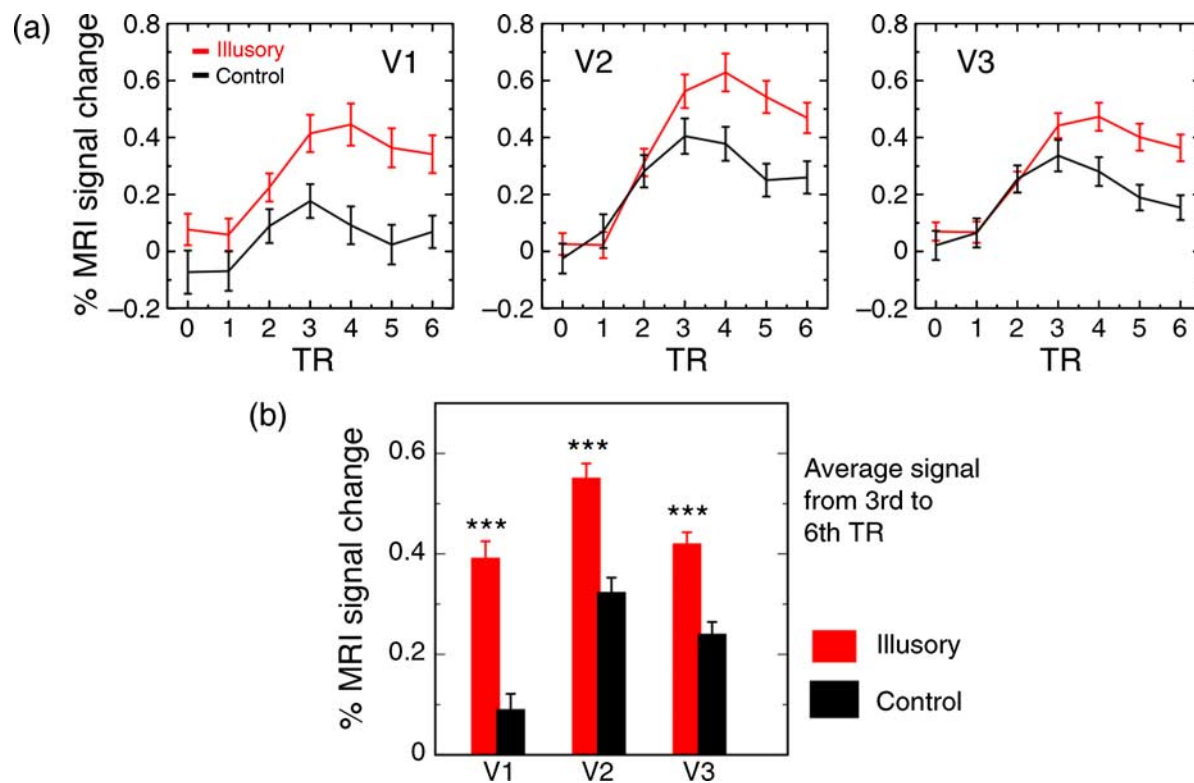 (a)
% MRI signal change
0.8
0.6
0.4
0.2
0
–0.2
Illusory
Control
V1
0 1 2 3 4 5 6
TR
0.8
0.6
0.4
0.2
0
–0.2
V2
0 1 2 3 4 5 6
TR
0.8
0.6
0.4
0.2
0
–0.2
V3
0 1 2 3 4 5 6
TR
(b)
% MRI signal change
0.6
0.4
0.2
0
***
***
***
V1 V2 V3
Average signal
from 3rd to
6th TR
Illusory
Control